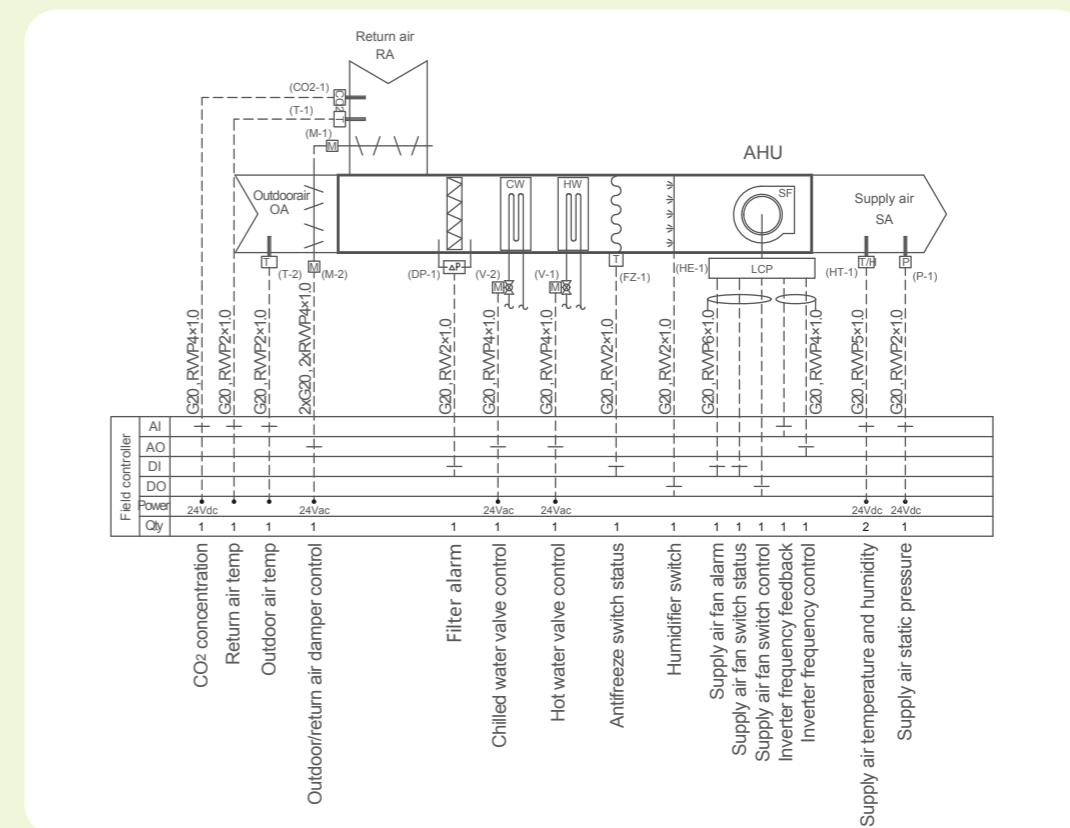 Return air
RA
(CO2-1)
CO2
(T-1)
T
(M-1)
M
AHU
Outdoorair
OA
CW
HW
SF
Supply air
SA
T
(T-2)
M
(M-2)
(DP-1)
ΔP
(V-2)
M
(V-1)
M
T
(FZ-1)
(HE-1)
LCP
(HT-1)
T/H
P
(P-1)
G20, RVVP4×1.0
G20, RVVP2×1.0
G20, RVVP2×1.0
2xG20, 2xRVVP4×1.0
G20, RVV2×1.0
G20, RVVP4×1.0
G20, RVVP4×1.0
G20, RVV2×1.0
G20, RVV2×1.0
G20, RVVP6×1.0
G20, RVVP4×1.0
G20, RVVP5×1.0
G20, RVVP2×1.0
Field controller
AI
AO
DI
DO
Power 24Vdc 24Vac 24Vac 24Vac 24Vdc 24Vdc
Qty 1 1 1 1 1 1 1 1 1 1 1 1 1 1 2 1
CO2 concentration
Return air temp
Outdoor air temp
Outdoor/return air damper control
Filter alarm
Chilled water valve control
Hot water valve control
Antifreeze switch status
Humidifier switch
Supply air fan alarm
Supply air fan switch status
Supply air fan switch control
Inverter frequency feedback
Inverter frequency control
Supply air temperature and humidity
Supply air static pressure